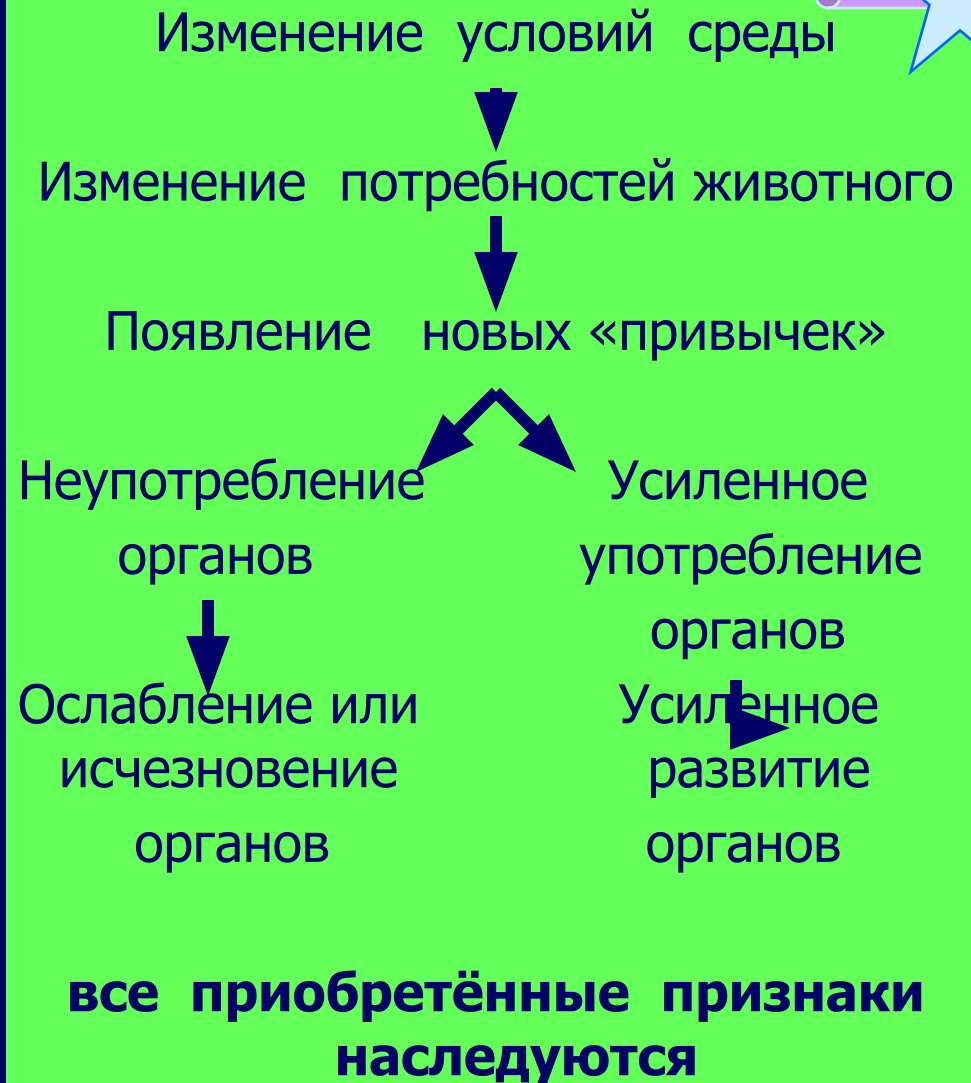 Изменение условий среды
Изменение потребностей животного
Появление новых «привычек»
Неупотребление
органов
Усиленное
употребление
органов
Ослабление или
исчезновение
органов
Усиленное
развитие
органов
все приобретённые признаки
наследуются